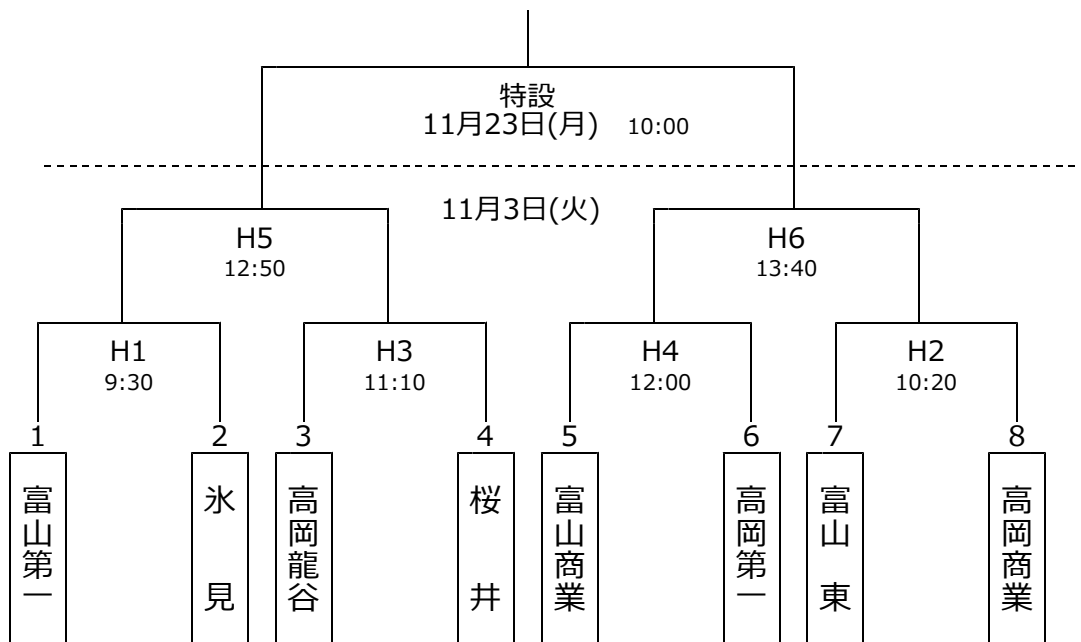 特設
11月23日(月) 10:00
11月3日(火)
H5
12:50
H6
13:40
H1
9:30
H3
11:10
H4
12:00
H2
10:20
1
2
3
4
5
6
7
8
富山第一
氷見
高岡龍谷
桜井
富山商業
高岡第一
富山東
高岡商業